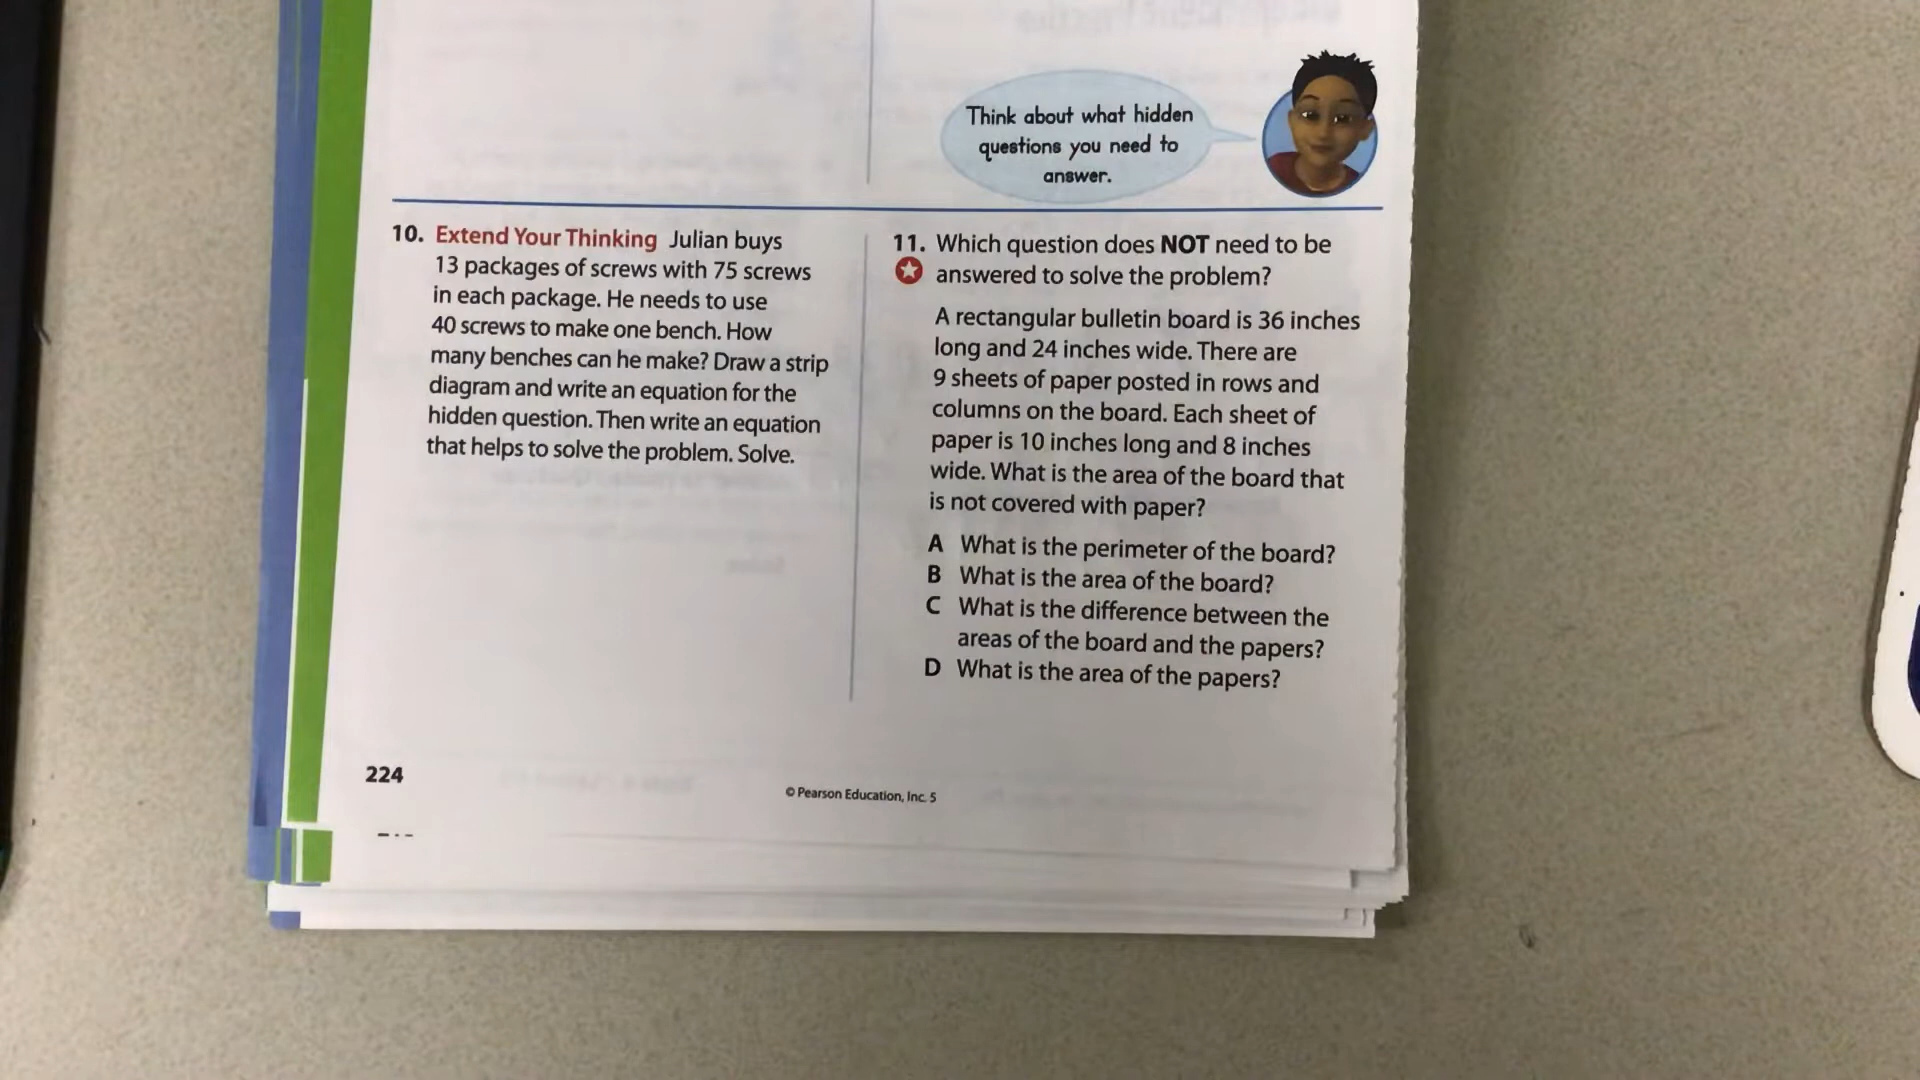 Think about what hidden
questions you need to
answer.
10. Extend Your Thinking Julian buys
13 packages of screws with 75 screws
in each package. He needs to use
40 screws to make one bench. How
many benches can he make? Draw a strip
diagram and write an equation for the
hidden question. Then write an equation
that helps to solve the problem. Solve.
11. Which question does NOT need to be
answered to solve the problem?
A rectangular bulletin board is 36 inches
long and 24 inches wide. There are
9 sheets of paper posted in rows and
columns on the board. Each sheet of
paper is 10 inches long and 8 inches
wide. What is the area of the board that
is not covered with paper?
A What is the perimeter of the board?
B What is the area of the board?
C What is the difference between the
areas of the board and the papers?
D What is the area of the papers?
224
© Pearson Education, Inc. 5